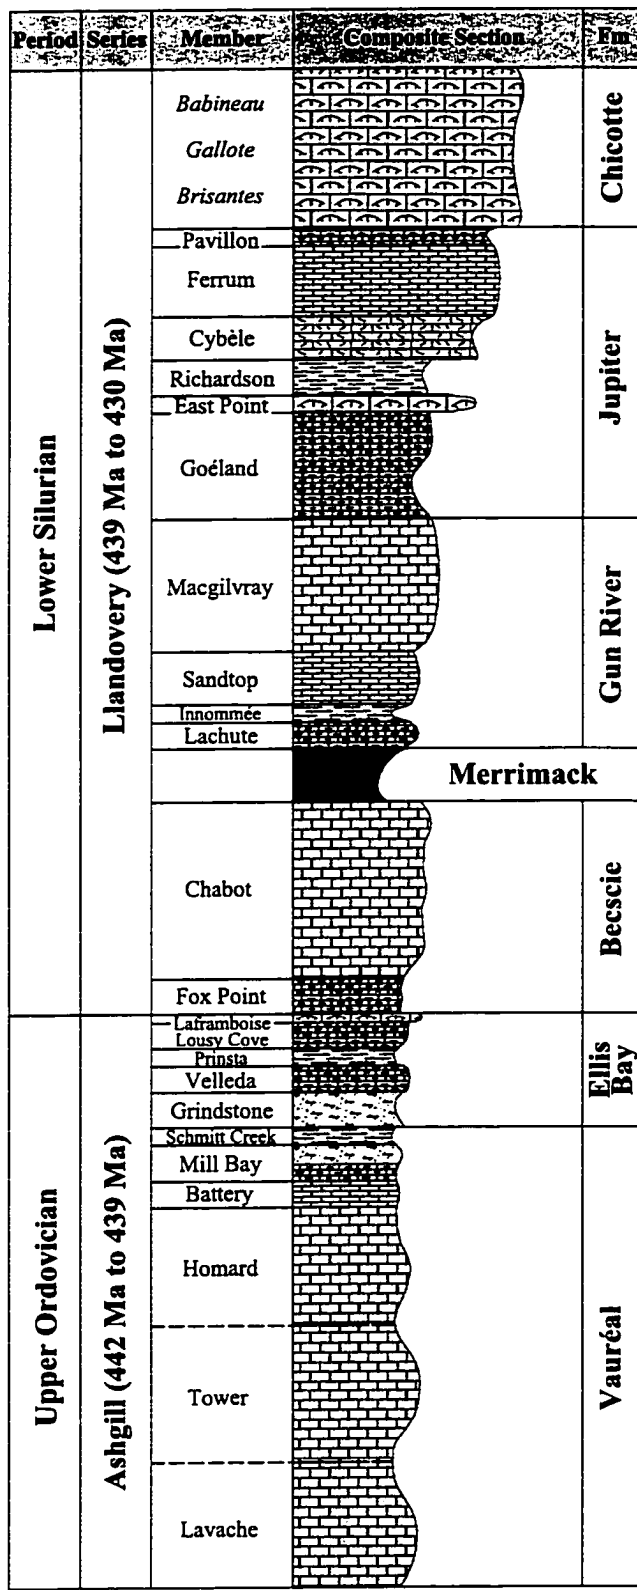 Period Series Member Composite Section Fm
Lower Silurian
Llandovery (439 Ma to 430 Ma)
Babineau
Gallote
Brisantes
Chicotte
Pavillon
Ferrum
Cybèle
Richardson
East Point
Goéland
Jupiter
Macgilvray
Sandtop
Innommée
Lachute
Gun River
Merrimack
Chabot
Fox Point
Becscie
Upper Ordovician
Ashgill (442 Ma to 439 Ma)
Laframboise
Lousy Cove
Prinsta
Velleda
Grindstone
Ellis
Bay
Schmitt Creek
Mill Bay
Battery
Homard
Tower
Lavache
Vauréal